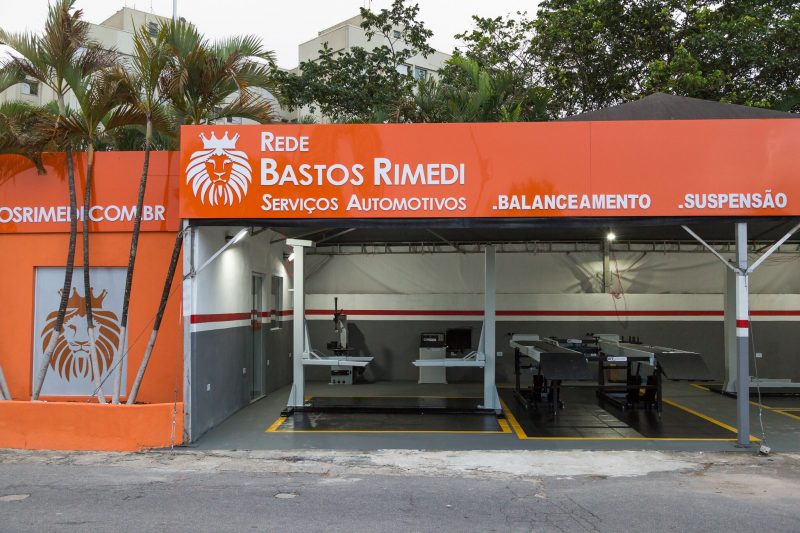 REDE
BASTOS RIMEDI
SERVIÇOS AUTOMOTIVOS
.BALANCEAMENTO .SUSPENSÃO
OSRIMEDI.COM.BR